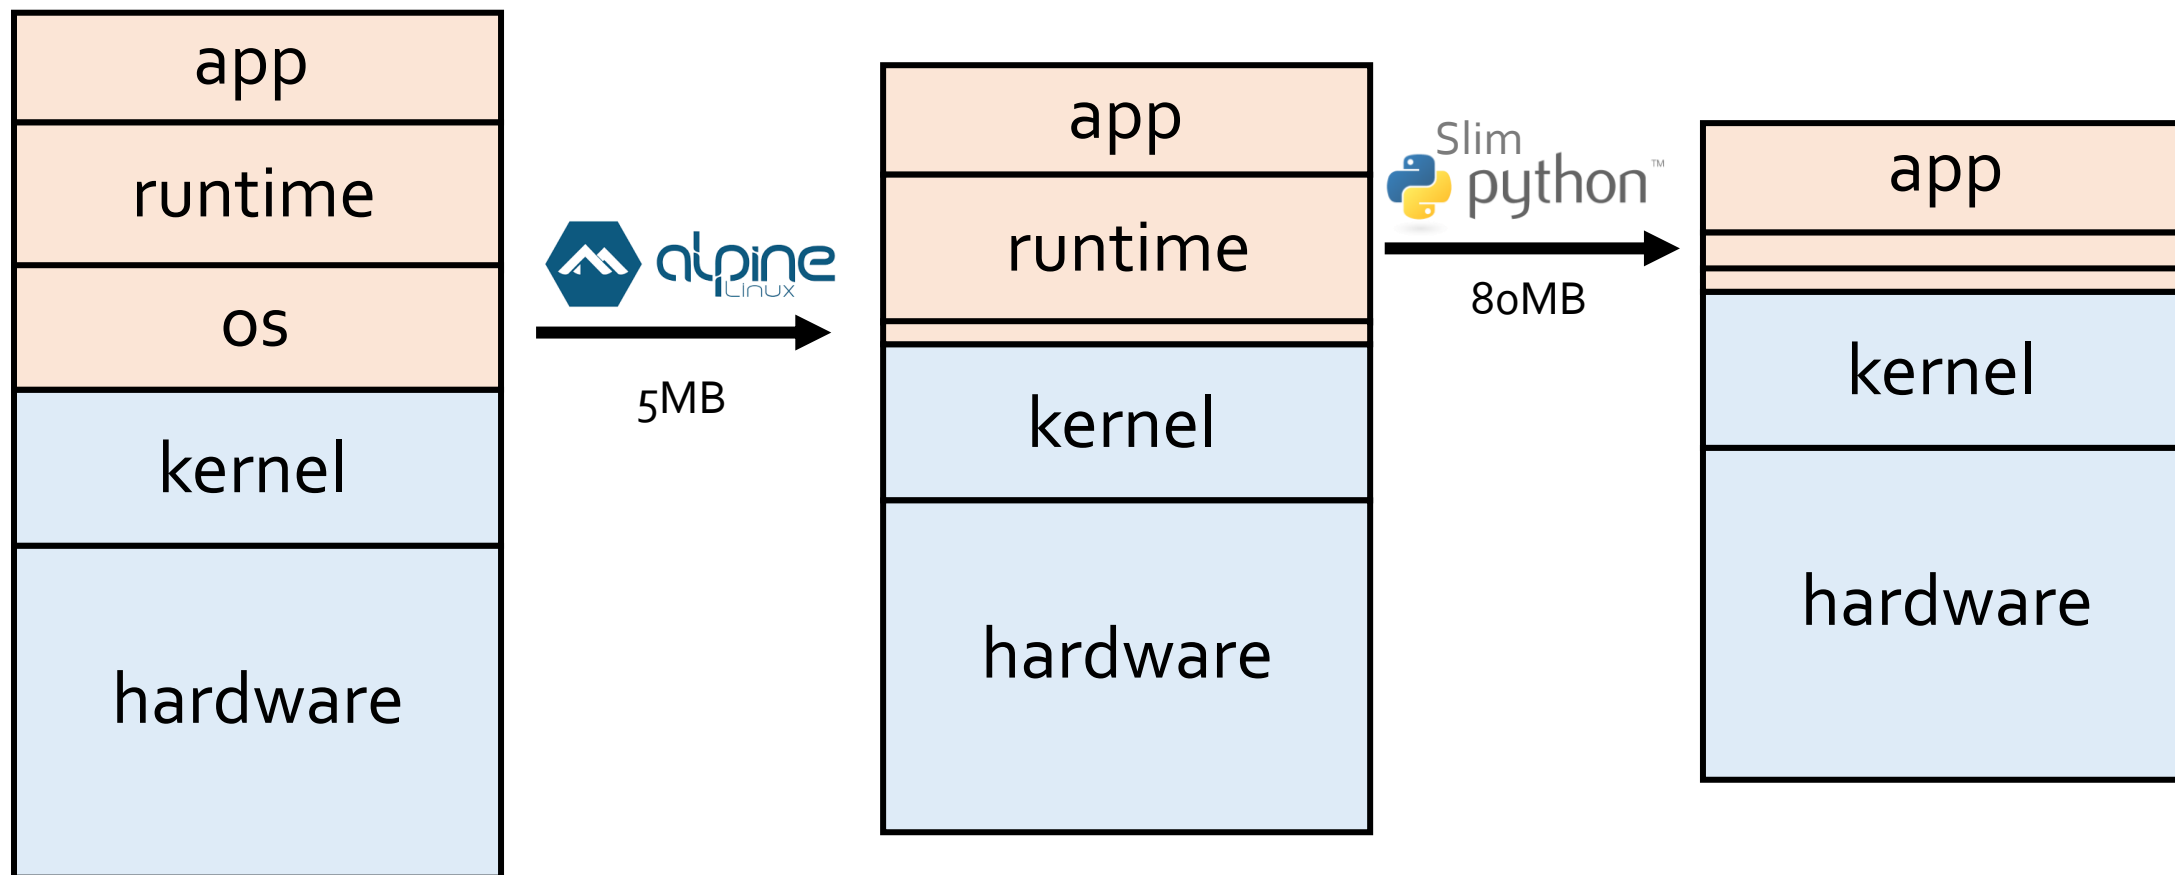 app
runtime
os
kernel
hardware
alpine
Linux
5MB
app
runtime
kernel
hardware
Slim
python™
80MB
app
kernel
hardware